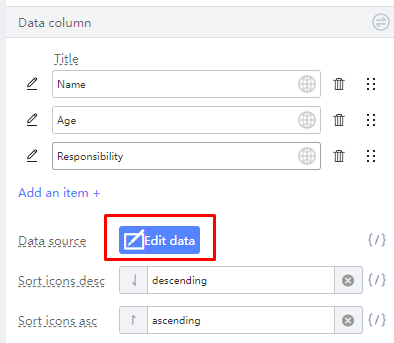 Data column
Title
Name
Age
Responsibility
Add an item +
Data source Edit data {/}
Sort icons desc descending {/}
Sort icons asc ascending {/}